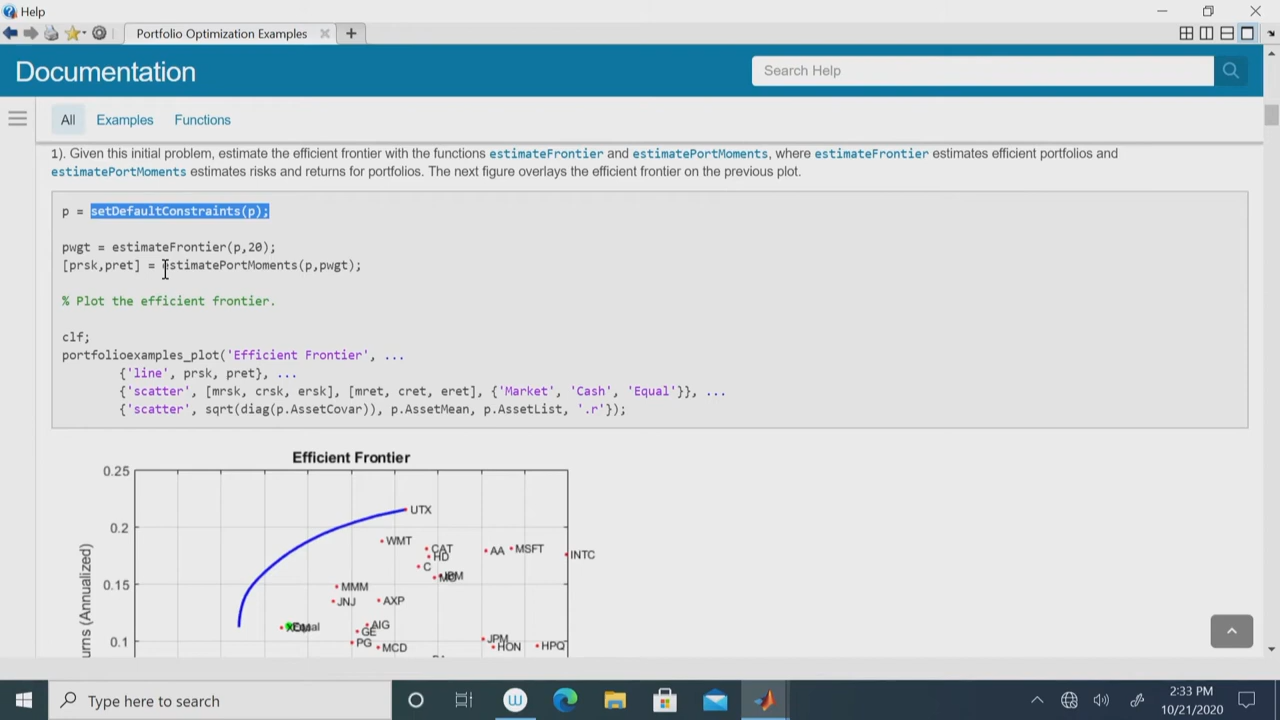 Help
Portfolio Optimization Examples
Documentation
Search Help
All Examples Functions
1). Given this initial problem, estimate the efficient frontier with the functions estimateFrontier and estimatePortMoments, where estimateFrontier estimates efficient portfolios and
estimatePortMoments estimates risks and returns for portfolios. The next figure overlays the efficient frontier on the previous plot.
p = setDefaultConstraints(p);
pwgt = estimateFrontier(p,20);
[prsk,pret] = estimatePortMoments(p,pwgt);
% Plot the efficient frontier.
clf;
portfolioexamples_plot('Efficient Frontier', ...
{'line', prsk, pret}, ...
{'scatter', [mrsk, crsk, ersk], [mret, cret, eret], {'Market', 'Cash', 'Equal'}}, ...
{'scatter', sqrt(diag(p.AssetCovar)), p.AssetMean, p.AssetList, '.r'});
Efficient Frontier
0.25
UTX
0.2
WMT
CAT
AA
MSFT
HD
INTC
C
0.15
MMM
JNJ
AXP
Equal
AIG
GE
0.1
PG
MCD
JPM
HON
HPQ
urns (Annualized)
Type here to search
2:33 PM
10/21/2020